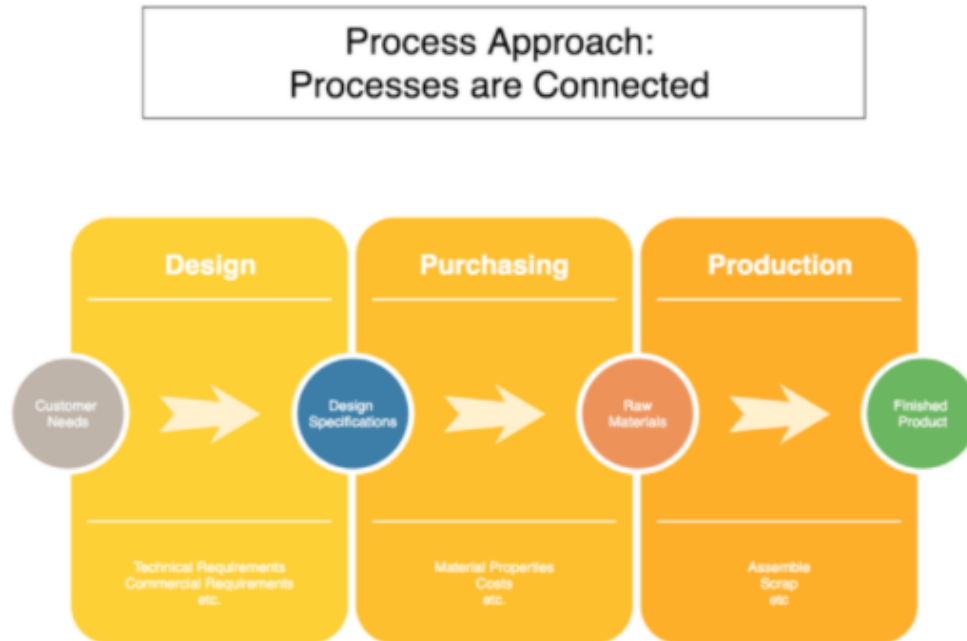 Process Approach:
Processes are Connected
Design
Purchasing
Production
Customer
Needs
Design
Specifications
Raw
Materials
Finished
Product
Technical Requirements
Commercial Requirements
etc.
Material Properties
Costs
etc.
Assemble
Scrap
etc